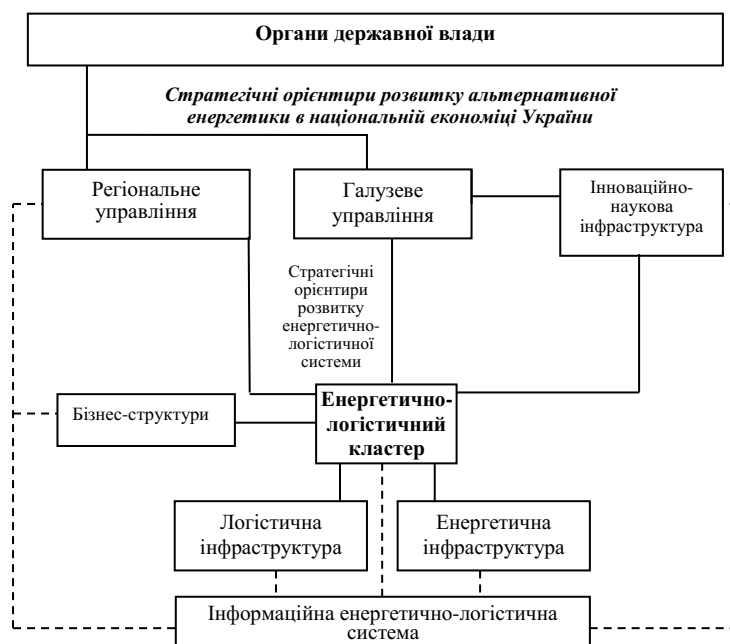 Органи державної влади
Стратегічні орієнтири розвитку альтернативної
енергетики в національній економіці України
Регіональне
управління
Галузеве
управління
Інноваційно-
наукова
інфраструктура
Стратегічні
орієнтири
розвитку
енергетично-
логістичної
системи
Бізнес-структури
Енергетично-
логістичний
кластер
Логістична
інфраструктура
Енергетична
інфраструктура
Інформаційна енергетично-логістична
система